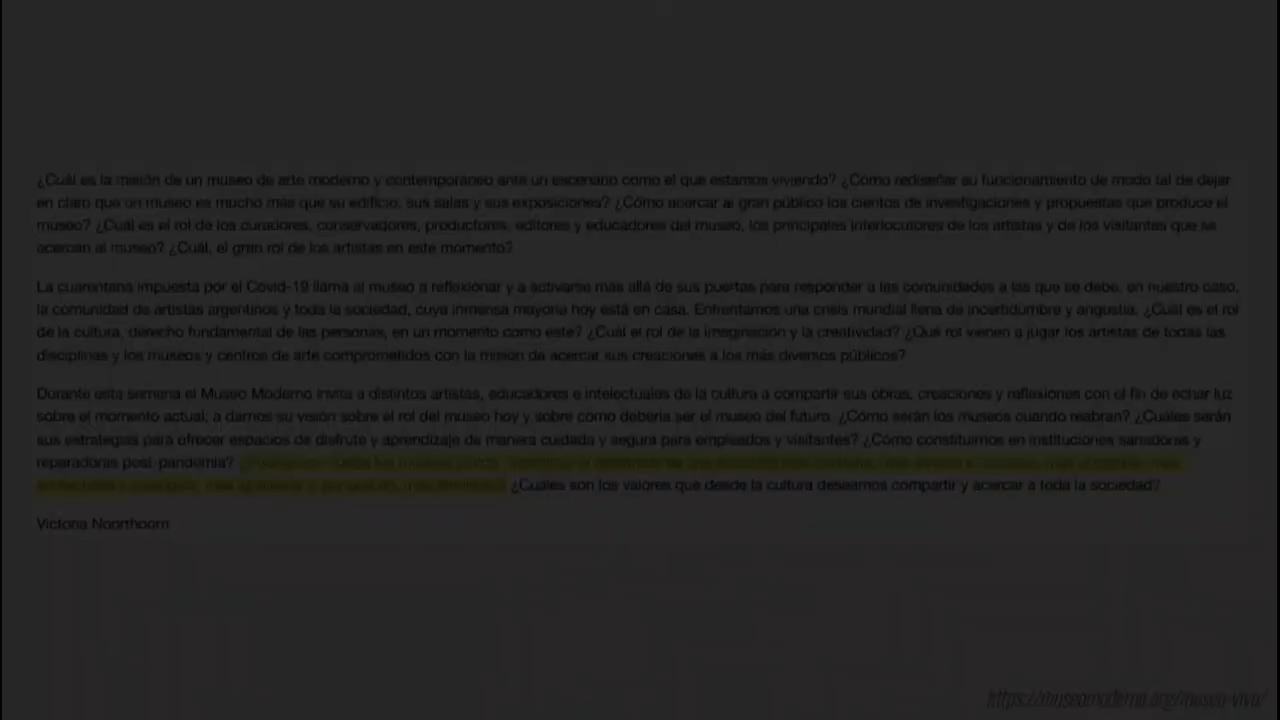 ¿Cuál es la misión de un museo de arte moderno y contemporáneo ante un escenario como el que estamos viviendo? ¿Cómo rediseñar su funcionamiento de modo tal de dejar
en claro que un museo es mucho más que su edificio, sus salas y sus exposiciones? ¿Cómo acercar al gran público los cientos de investigaciones y propuestas que produce el
museo? ¿Cuál es el rol de los curadores, conservadores, productores, editores y educadores del museo, los principales interlocutores de los artistas y de los visitantes que se
acercan al museo? ¿Cuál, el gran rol de los artistas en este momento?
La cuarentena impuesta por el Covid-19 llama al museo a reflexionar y a activarse más allá de sus puertas para responder a las comunidades a las que se debe, en nuestro caso,
la comunidad de artistas argentinos y toda la sociedad, cuya inmensa mayoría hoy está en casa. Enfrentamos una crisis mundial llena de incertidumbre y angustia. ¿Cuál es el rol
de la cultura, derecho fundamental de las personas, en un momento como este? ¿Cuál el rol de la imaginación y la creatividad? ¿Qué rol vienen a jugar los artistas de todas las
disciplinas y los museos y centros de arte comprometidos con la misión de acercar sus creaciones a los más diversos públicos?
Durante esta semana el Museo Moderno invita a distintos artistas, educadores e intelectuales de la cultura a compartir sus obras, creaciones y reflexiones con el fin de echar luz
sobre el momento actual; a darnos su visión sobre el rol del museo hoy y sobre cómo debería ser el museo del futuro. ¿Cómo serán los museos cuando reabran? ¿Cuáles serán
sus estrategias para ofrecer espacios de disfrute y aprendizaje de manera cuidada y segura para empleados y visitantes? ¿Cómo constituirnos en instituciones sanadoras y
reparadoras post-pandemia?
¿Cuáles son los valores que desde la cultura deseamos compartir y acercar a toda la sociedad?
Victoria Noorthoorn
https://museomoderno.org/museo-vivo/